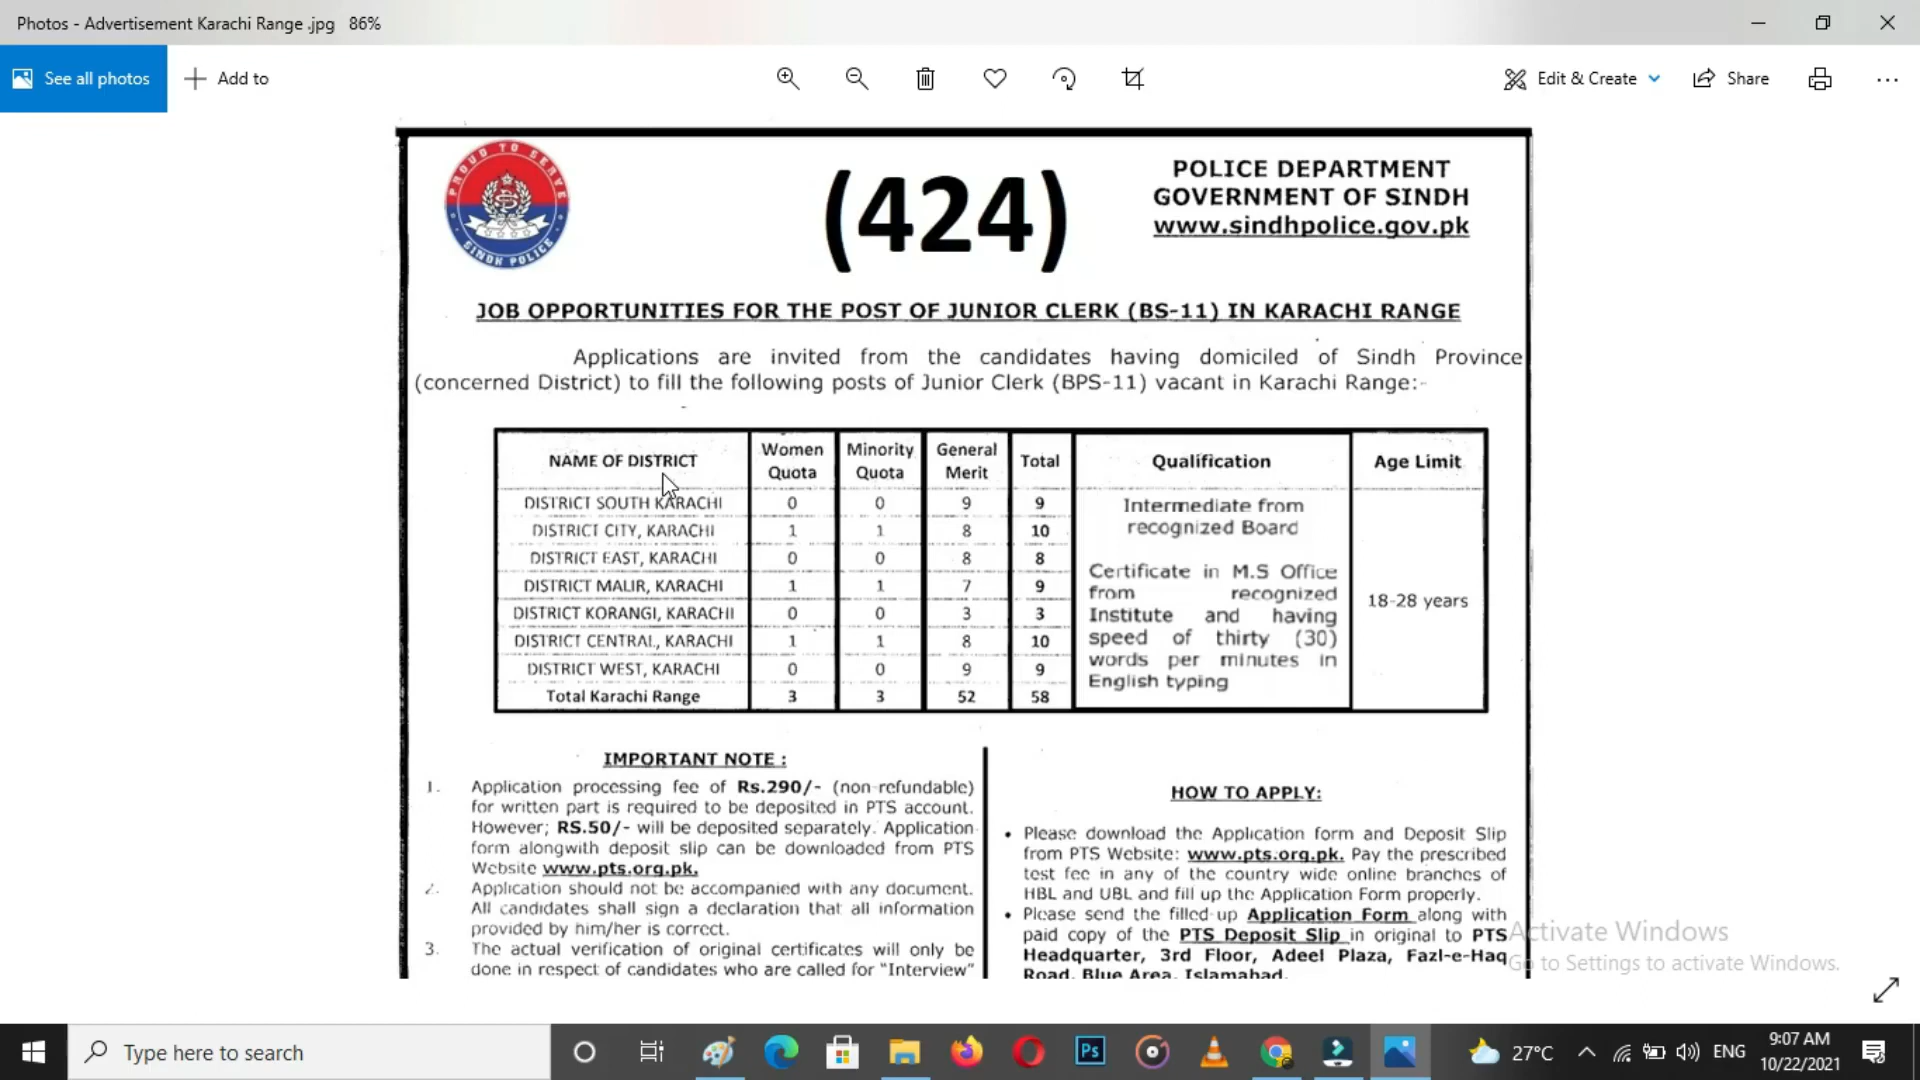 Photos - Advertisement Karachi Range .jpg 86%
See all photos
Add to
Edit & Create
Share
PROUD TO SERVE
SINDH POLICE
(424)
POLICE DEPARTMENT
GOVERNMENT OF SINDH
www.sindhpolice.gov.pk
JOB OPPORTUNITIES FOR THE POST OF JUNIOR CLERK (BS-11) IN KARACHI RANGE
Applications are invited from the candidates having domiciled of Sindh Province
(concerned District) to fill the following posts of Junior Clerk (BPS-11) vacant in Karachi Range:-
NAME OF DISTRICT Women Quota Minority Quota General Merit Total Qualification Age Limit
DISTRICT SOUTH KARACHI 0 0 9 9
DISTRICT CITY, KARACHI 1 1 8 10
DISTRICT EAST, KARACHI 0 0 8 8
DISTRICT MALIR, KARACHI 1 1 7 9
DISTRICT KORANGI, KARACHI 0 0 3 3
DISTRICT CENTRAL, KARACHI 1 1 8 10
DISTRICT WEST, KARACHI 0 0 9 9
Total Karachi Range 3 3 52 58
Intermediate from
recognized Board
Certificate in M.S Office
from recognized
Institute and having
speed of thirty (30)
words per minutes in
English typing
18-28 years
IMPORTANT NOTE :
1. Application processing fee of Rs.290/- (non-refundable)
for written part is required to be deposited in PTS account.
However; RS.50/- will be deposited separately. Application
form alongwith deposit slip can be downloaded from PTS
Website www.pts.org.pk.
2. Application should not be accompanied with any document.
All candidates shall sign a declaration that all information
provided by him/her is correct.
3. The actual verification of original certificates will only be
done in respect of candidates who are called for "Interview"
HOW TO APPLY:
• Please download the Application form and Deposit Slip
from PTS Website: www.pts.org.pk. Pay the prescribed
test fee in any of the country wide online branches of
HBL and UBL and fill up the Application Form properly.
• Please send the filled-up Application Form along with
paid copy of the PTS Deposit Slip in original to PTS
Headquarter, 3rd Floor, Adeel Plaza, Fazl-e-Haq
Road, Blue Area, Islamabad.
Activate Windows
Go to Settings to activate Windows.
Type here to search
Ps
27°C
ENG
9:07 AM
10/22/2021